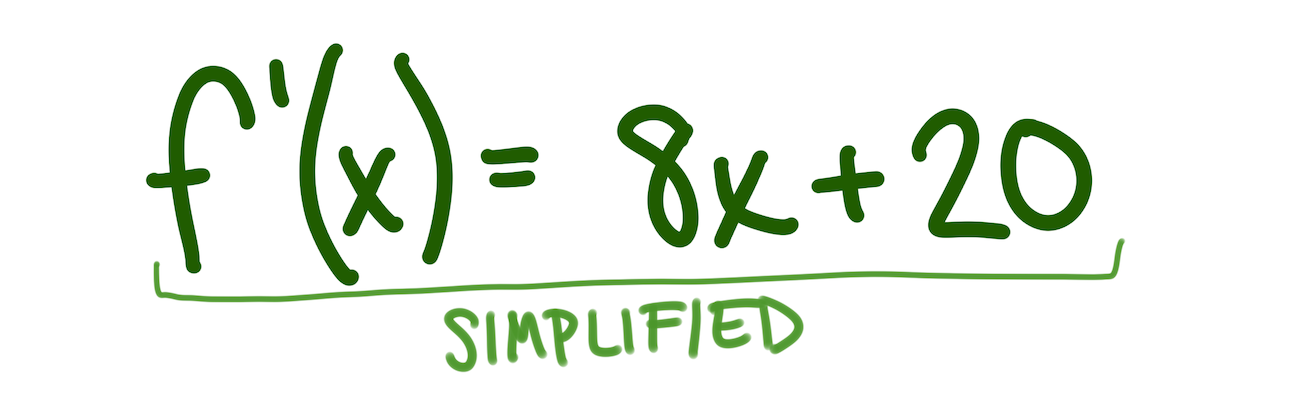 f'(x) = 8x + 20
SIMPLIFIED